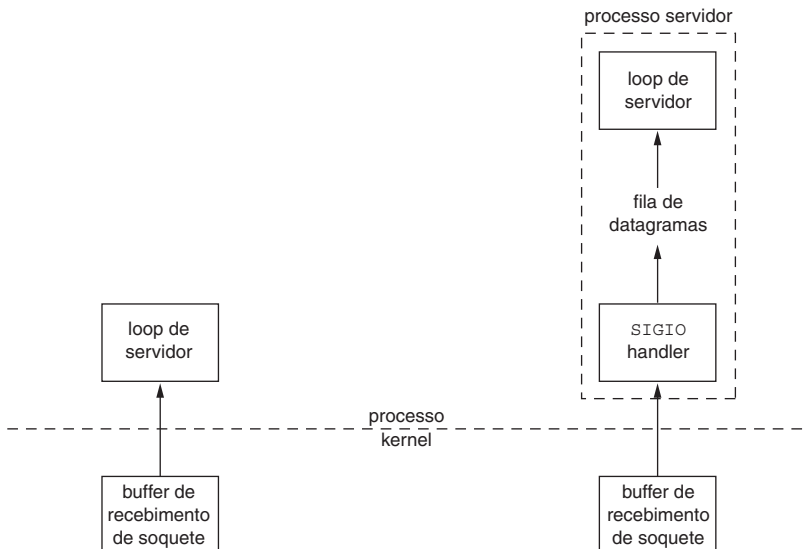 processo servidor
loop de
servidor
fila de
datagramas
loop de
servidor
SIGIO
handler
processo
kernel
buffer de
recebimento
de soquete
buffer de
recebimento
de soquete